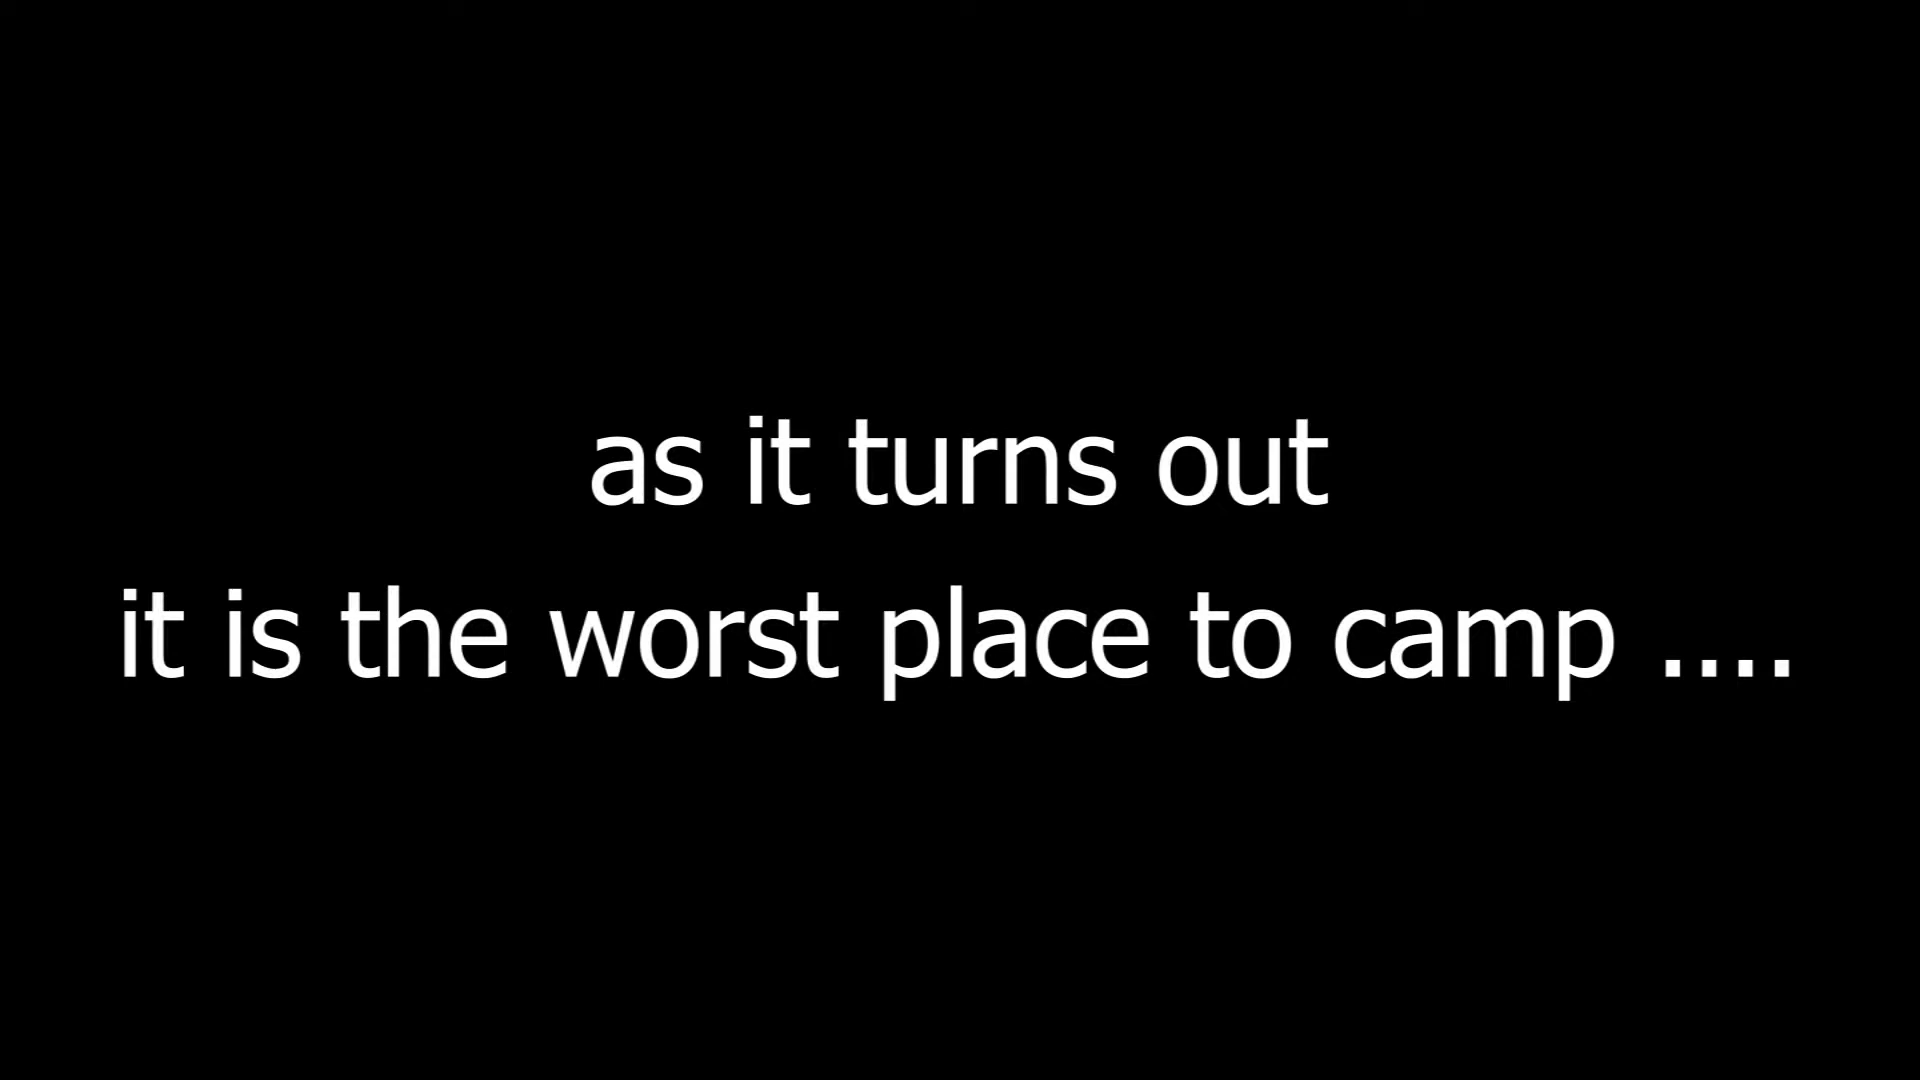 as it turns out
it is the worst place to camp ....